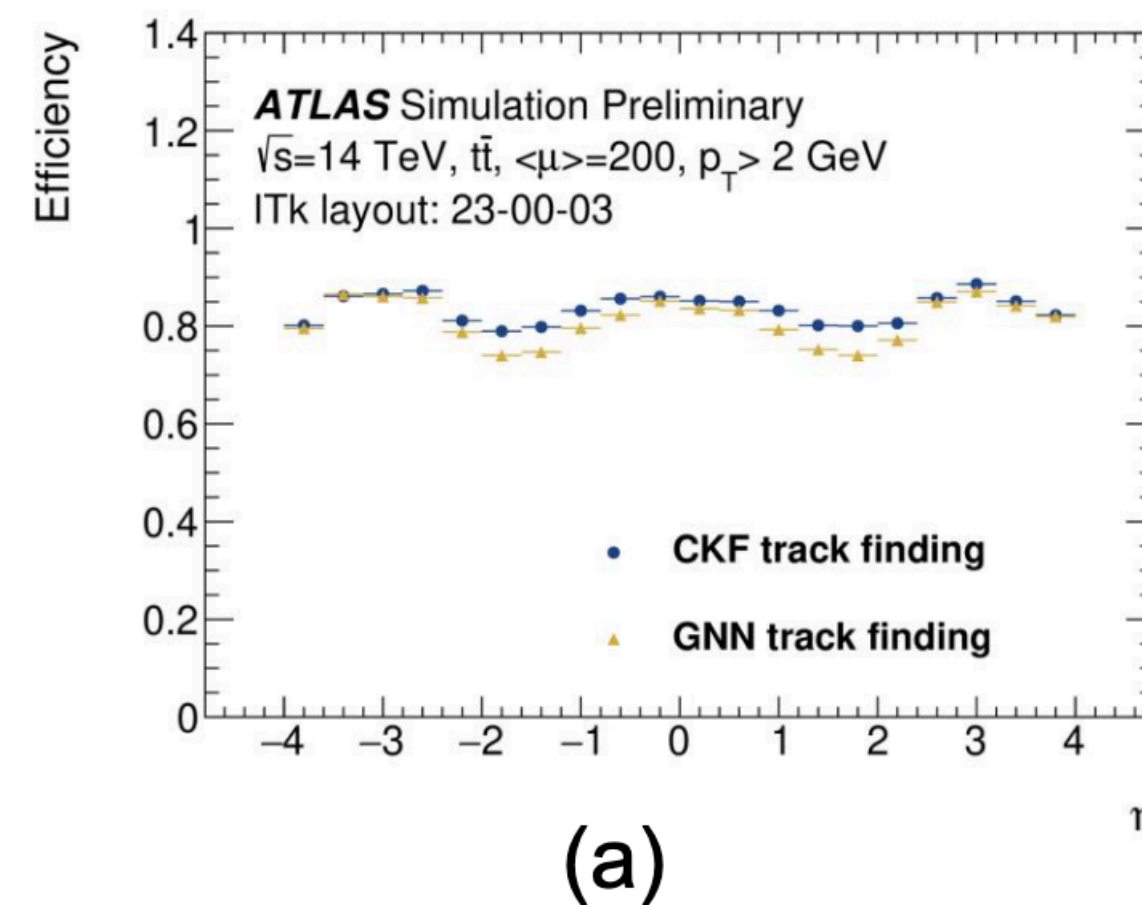 Efficiency
1.4
1.2
1
0.8
0.6
0.4
0.2
0
ATLAS Simulation Preliminary
√s=14 TeV, tt̄, <μ>=200, p_T> 2 GeV
ITk layout: 23-00-03
CKF track finding
GNN track finding
−4 −3 −2 −1 0 1 2 3 4
(a)